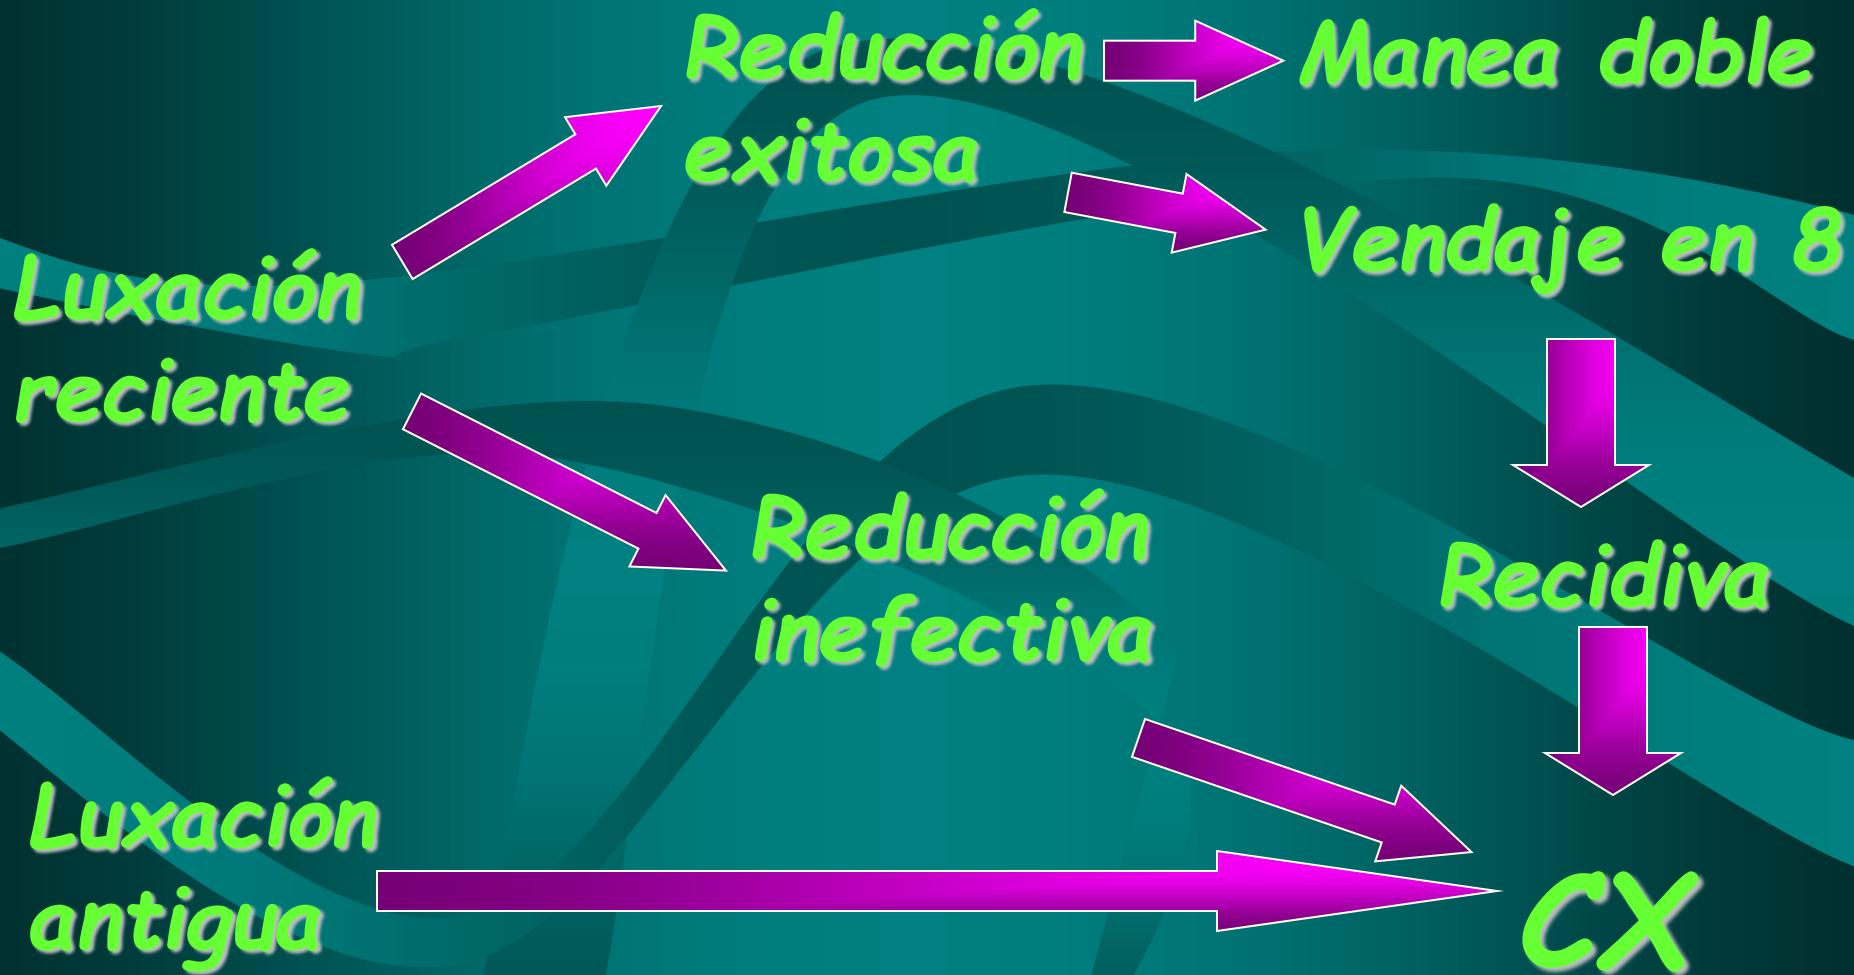 Reducción
exitosa
Manea doble
Vendaje en 8
Luxación
reciente
Reducción
inefectiva
Recidiva
Luxación
antigua
CX